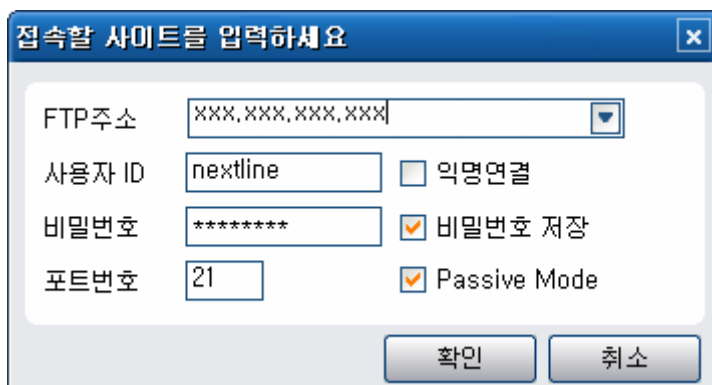 접속할 사이트를 입력하세요
FTP주소 xxx.xxx.xxx.xxx
사용자 ID nextline 익명연결
비밀번호 ******** 비밀번호 저장
포트번호 21 Passive Mode
확인 취소